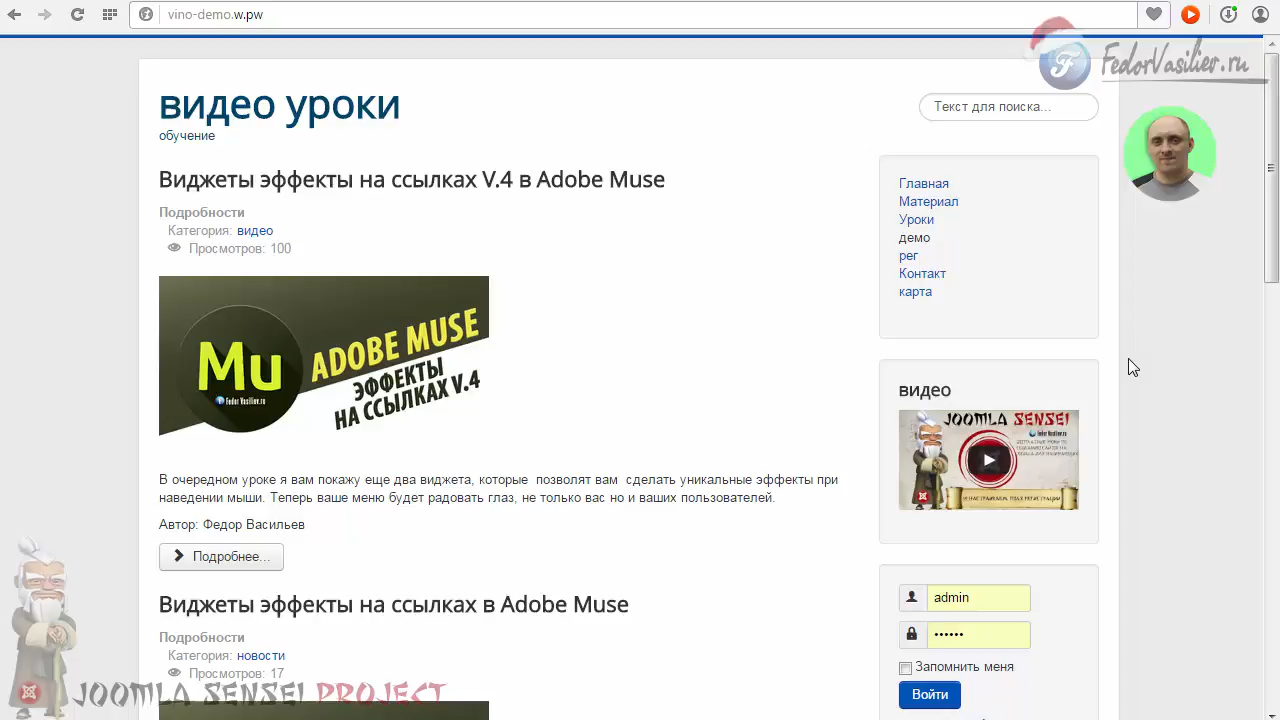 vino-demo.w.pw
FedorVasilier.ru
видео уроки
обучение
Текст для поиска...
Виджеты эффекты на ссылках V.4 в Adobe Muse
Подробности
Категория: видео
Просмотров: 100
Mu
Fedor Vasiliev.ru
ADOBE MUSE
ЭФФЕКТЫ
НА ССЫЛКАХ V.4
В очередном уроке я вам покажу еще два виджета, которые позволят вам сделать уникальные эффекты при
наведении мыши. Теперь ваше меню будет радовать глаз, не только вас но и ваших пользователей.
Автор: Федор Васильев
Подробнее...
Виджеты эффекты на ссылках в Adobe Muse
Подробности
Категория: новости
Просмотров: 17
Главная
Материал
Уроки
демо
рег
Контакт
карта
видео
JOOMLA SENSEI
admin
••••••
Запомнить меня
Войти
JOOMLA SENSEI PROJECT